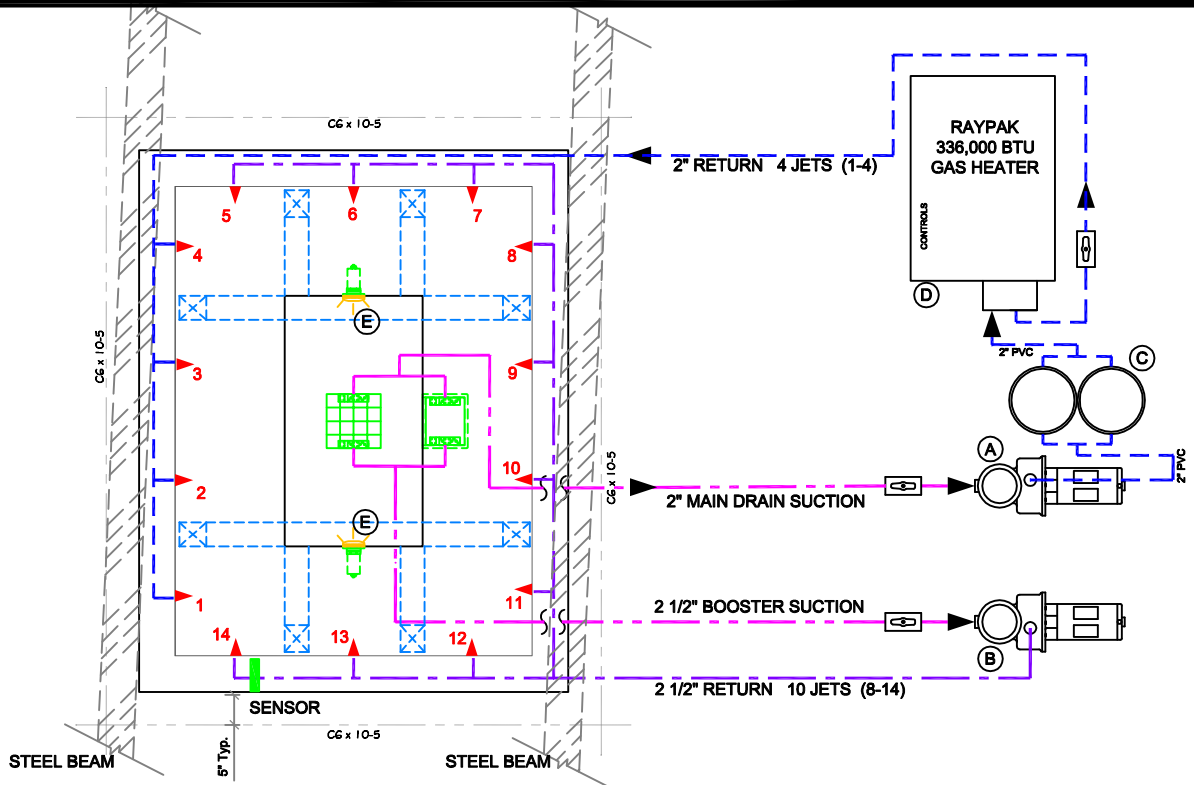 C6 x 10-5
2" RETURN 4 JETS (1-4)
RAYPAK
336,000 BTU
GAS HEATER
CONTROLS
D
5
6
7
4
8
E
C6 x 10-5
3
9
2" PVC
C
A
2
10
C6 x 10-5
2" MAIN DRAIN SUCTION
2" PVC
E
1
11
2 1/2" BOOSTER SUCTION
B
14
13
12
2 1/2" RETURN 10 JETS (8-14)
SENSOR
C6 x 10-5
5" Typ.
STEEL BEAM
STEEL BEAM